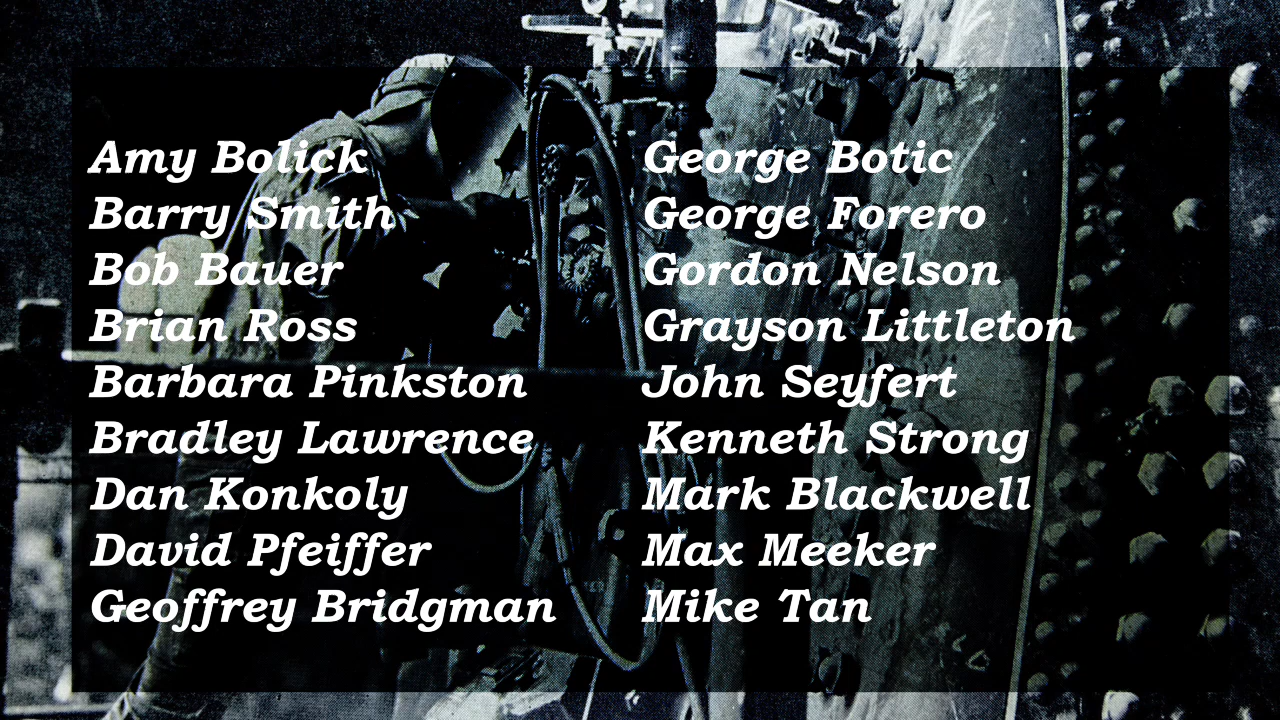 Amy Bolick
Barry Smith
Bob Bauer
Brian Ross
Barbara Pinkston
Bradley Lawrence
Dan Konkoly
David Pfeiffer
Geoffrey Bridgman
George Botic
George Forero
Gordon Nelson
Grayson Littleton
John Seyfert
Kenneth Strong
Mark Blackwell
Max Meeker
Mike Tan